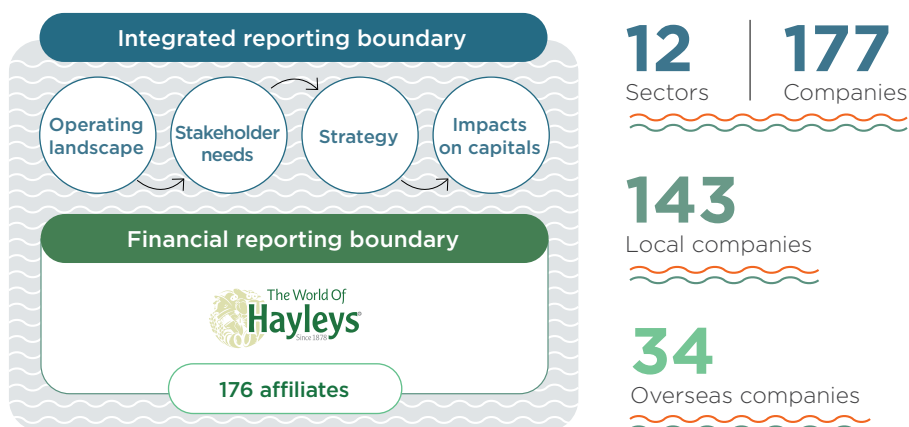 Integrated reporting boundary
Operating
landscape
Stakeholder
needs
Strategy
Impacts
on capitals
Financial reporting boundary
The World Of
Hayleys
Since 1878
176 affiliates
12
Sectors
177
Companies
143
Local companies
34
Overseas companies